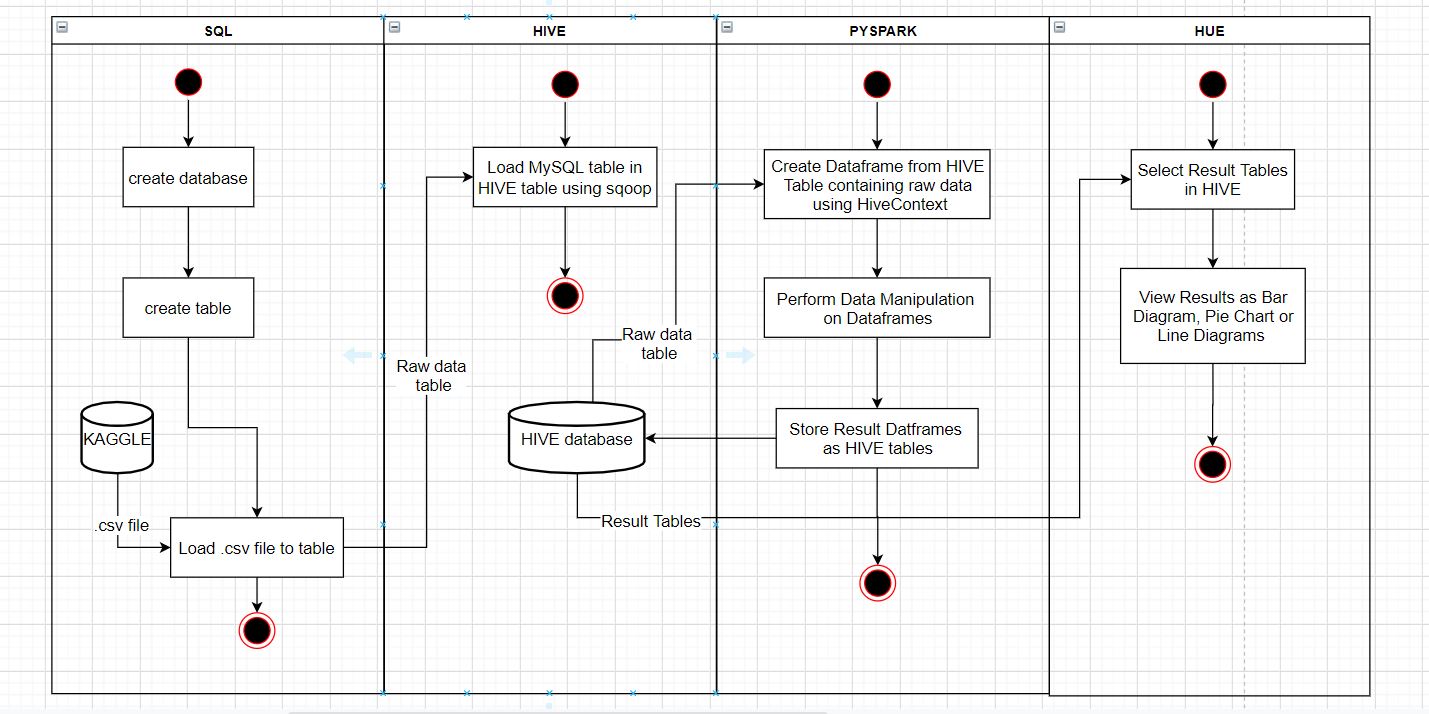 SQL
HIVE
PYSPARK
HUE
create database
create table
KAGGLE
.csv file
Load .csv file to table
Raw data
table
Load MySQL table in
HIVE table using sqoop
Raw data
table
HIVE database
Result Tables
Create Dataframe from HIVE
Table containing raw data
using HiveContext
Perform Data Manipulation
on Dataframes
Store Result Datframes
as HIVE tables
Select Result Tables
in HIVE
View Results as Bar
Diagram, Pie Chart or
Line Diagrams